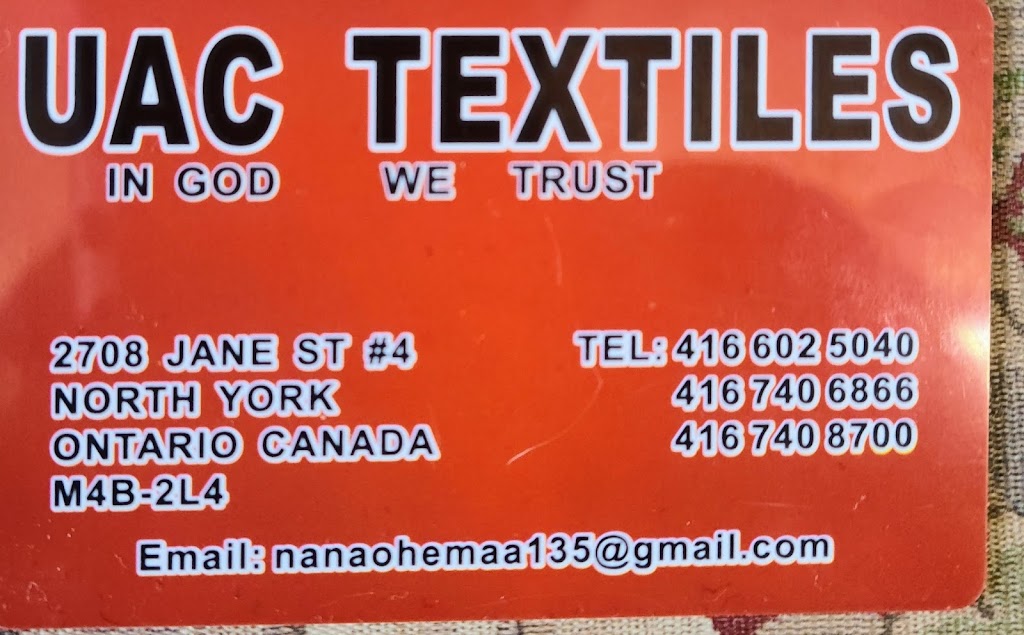 UAC TEXTILES
IN GOD WE TRUST
2708 JANE ST #4
NORTH YORK
ONTARIO CANADA
M4B-2L4
TEL: 416 602 5040
416 740 6866
416 740 8700
Email: nanaohemaa135@gmail.com